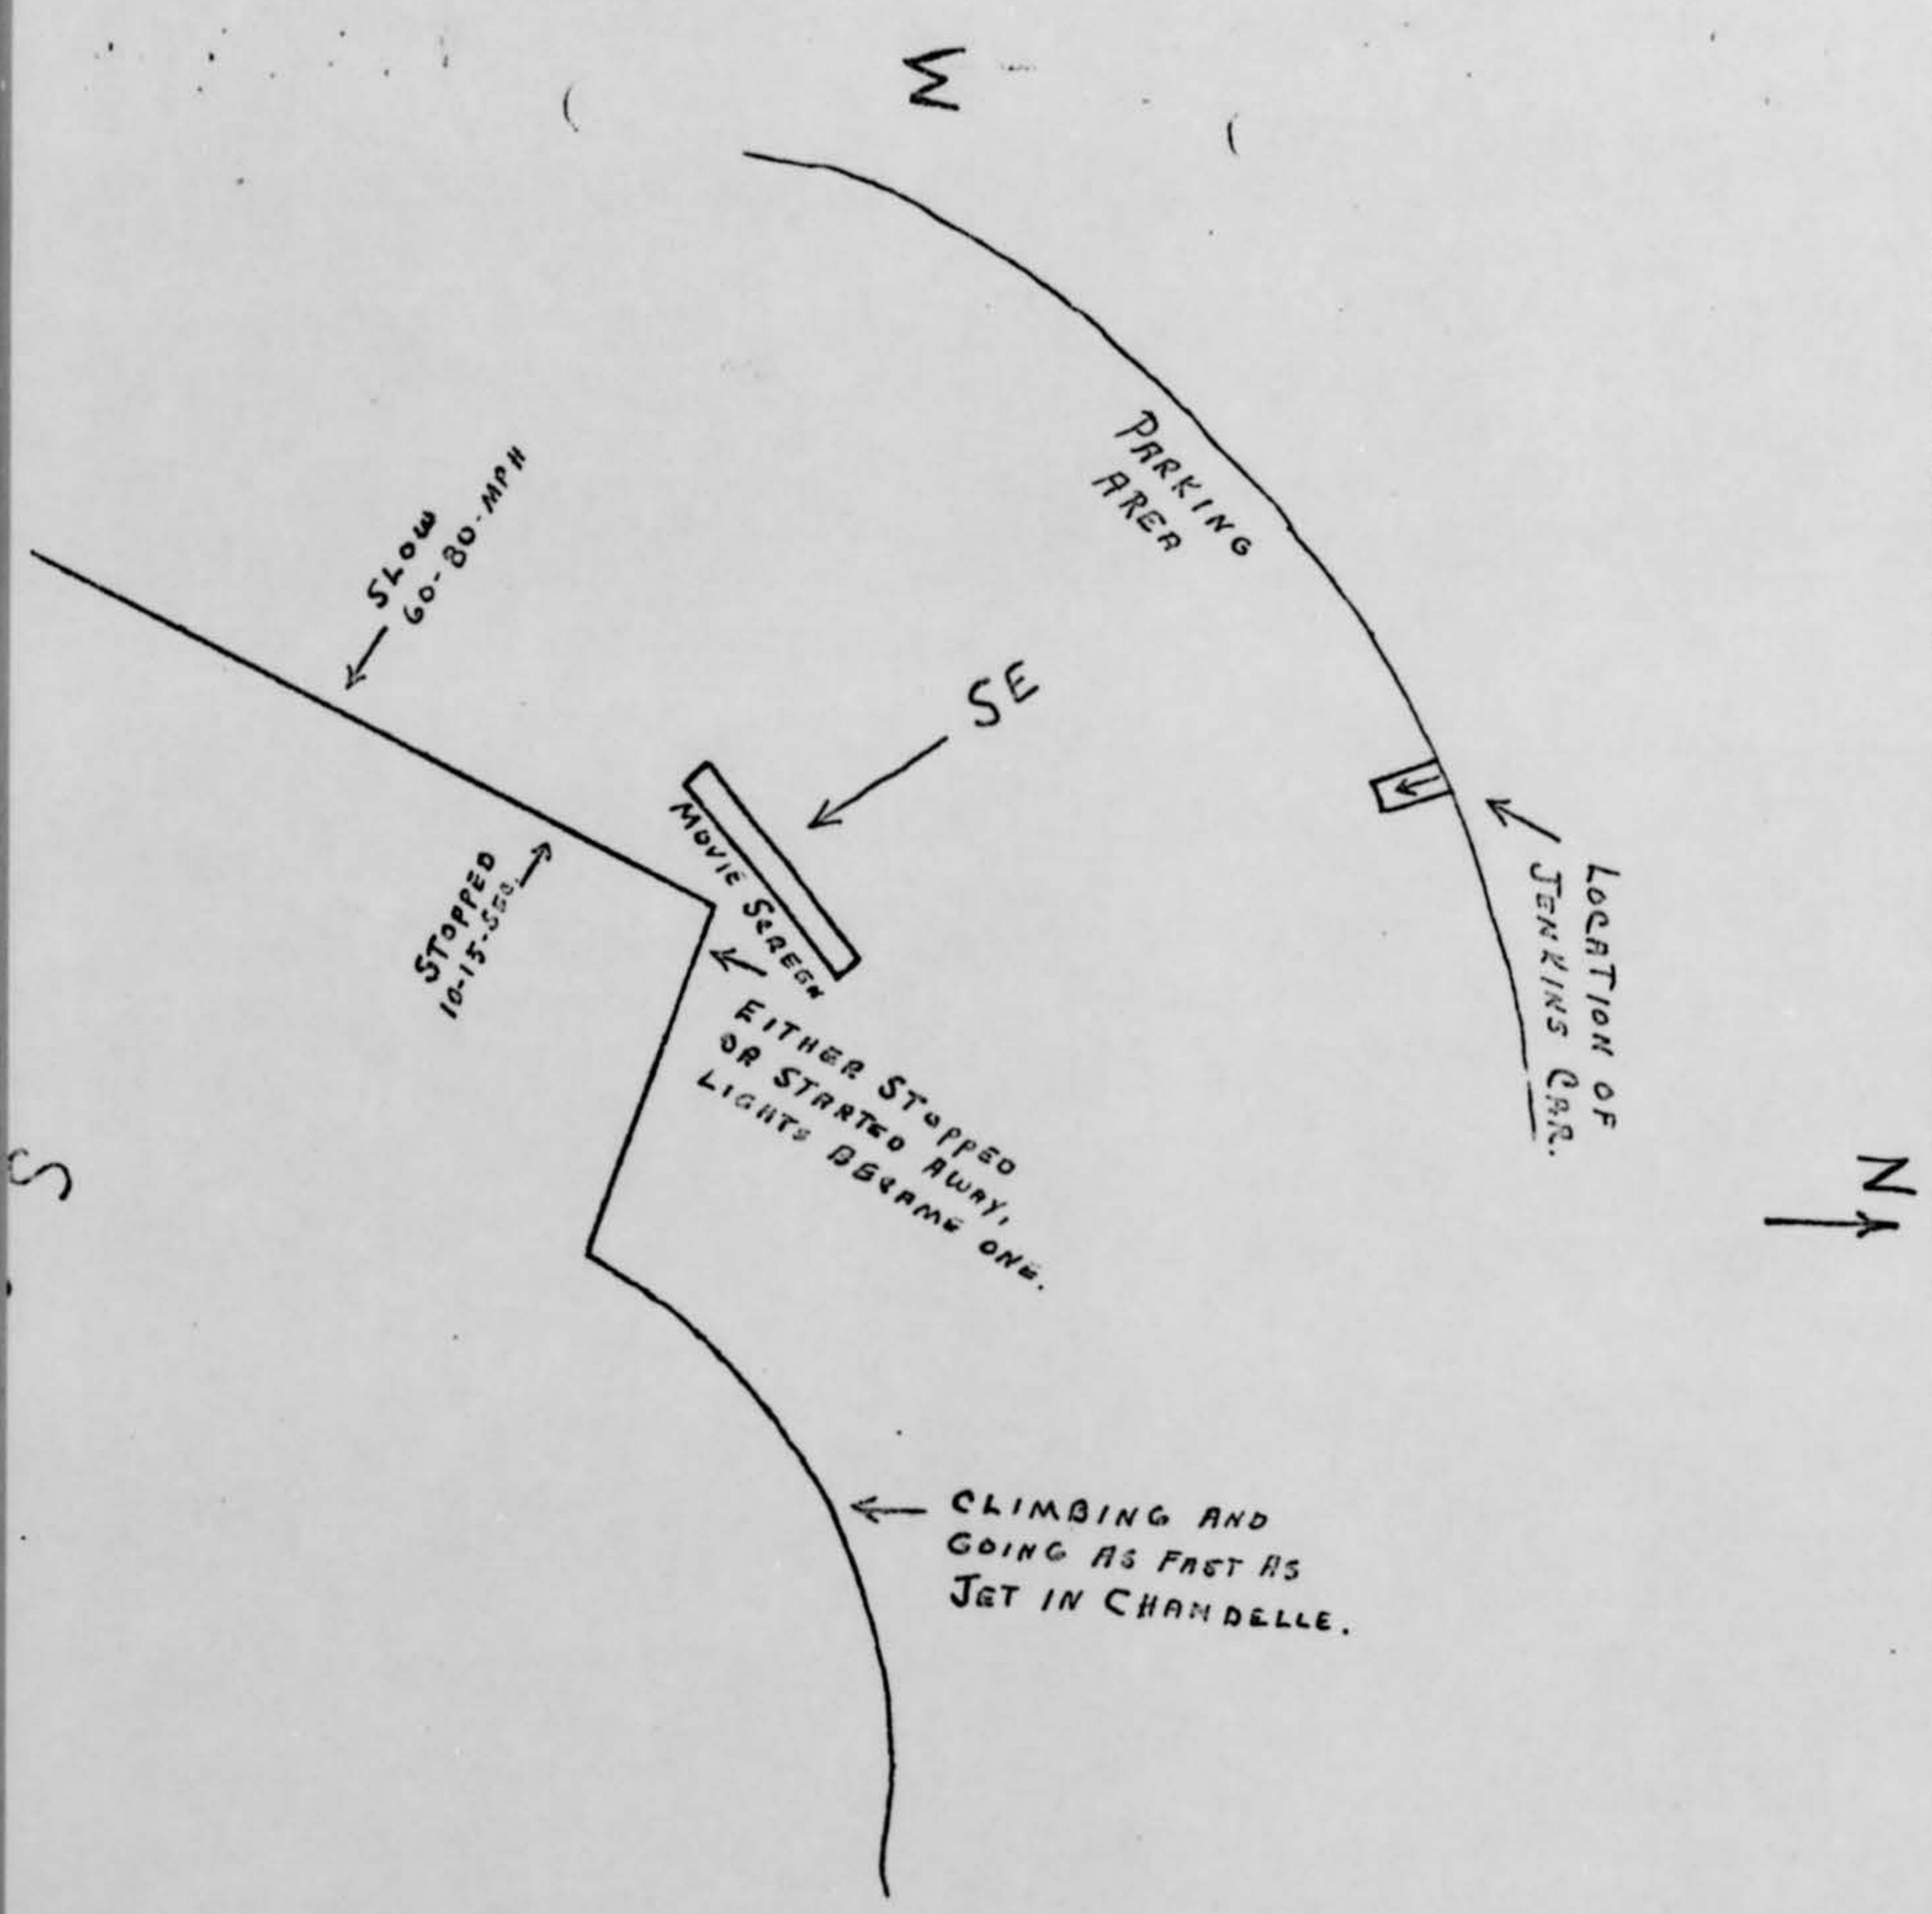 W
PARKING
AREA
SLOW
60-80-MPH
SE
MOVIE SCREEN
STOPPED
10-15-SEC.
LOCATION OF
JENKINS CAR.
EITHER STOPPED
OR STARTED AWAY,
LIGHTS BECAME ONE.
N
S
CLIMBING AND
GOING AS FAST AS
JET IN CHANDELLE.